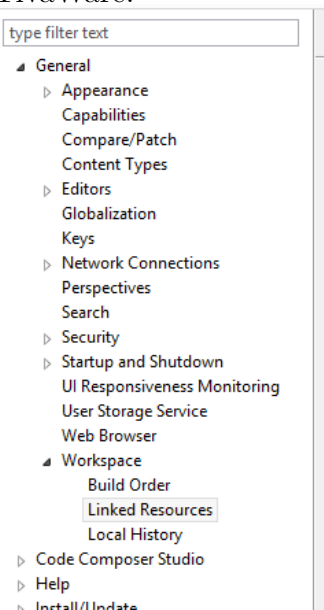 type filter text
General
Appearance
Capabilities
Compare/Patch
Content Types
Editors
Globalization
Keys
Network Connections
Perspectives
Search
Security
Startup and Shutdown
UI Responsiveness Monitoring
User Storage Service
Web Browser
Workspace
Build Order
Linked Resources
Local History
Code Composer Studio
Help
Install/Update